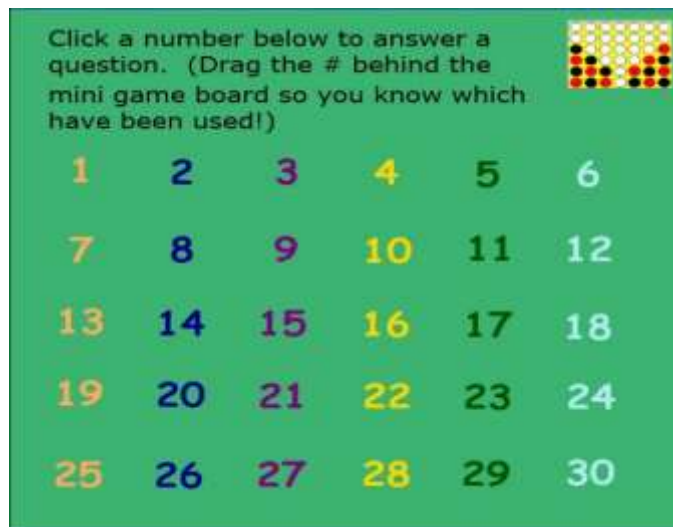 Click a number below to answer a
question. (Drag the # behind the
mini game board so you know which
have been used!)
1 2 3 4 5 6
7 8 9 10 11 12
13 14 15 16 17 18
19 20 21 22 23 24
25 26 27 28 29 30